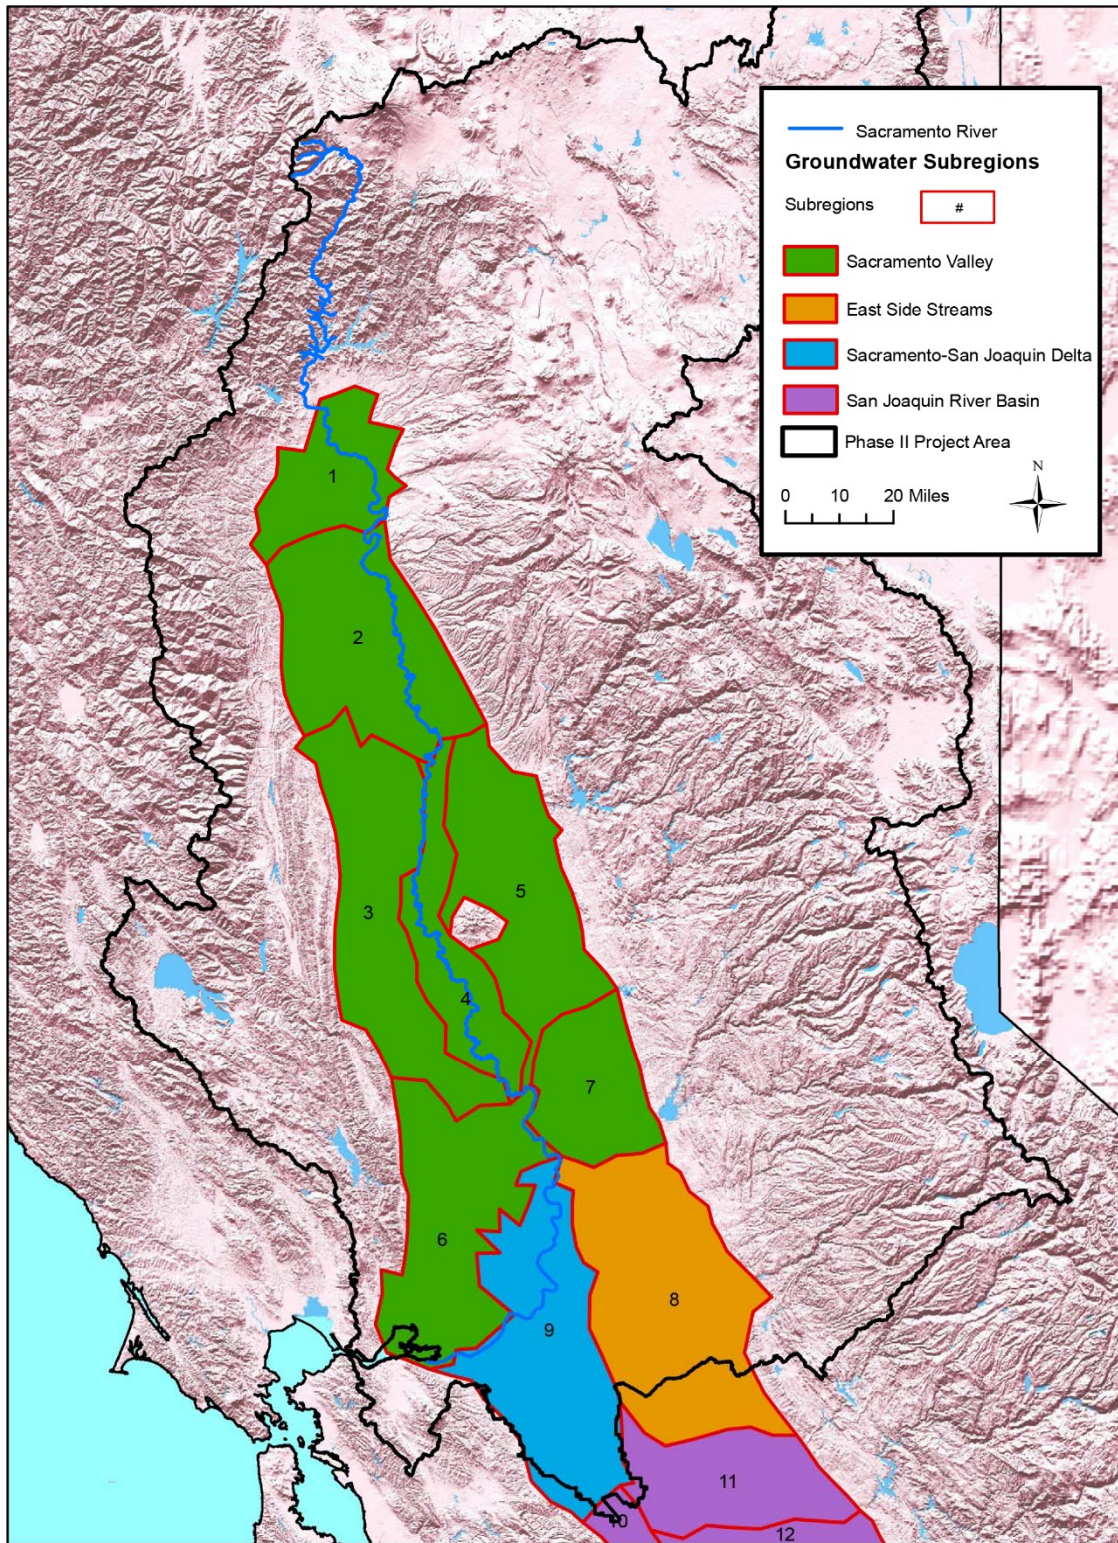 N
Sacramento River
Groundwater Subregions
Subregions #
Sacramento Valley
East Side Streams
Sacramento-San Joaquin Delta
San Joaquin River Basin
Phase II Project Area
0 10 20 Miles
1
2
3
5
4
7
6
8
9
11
10
12